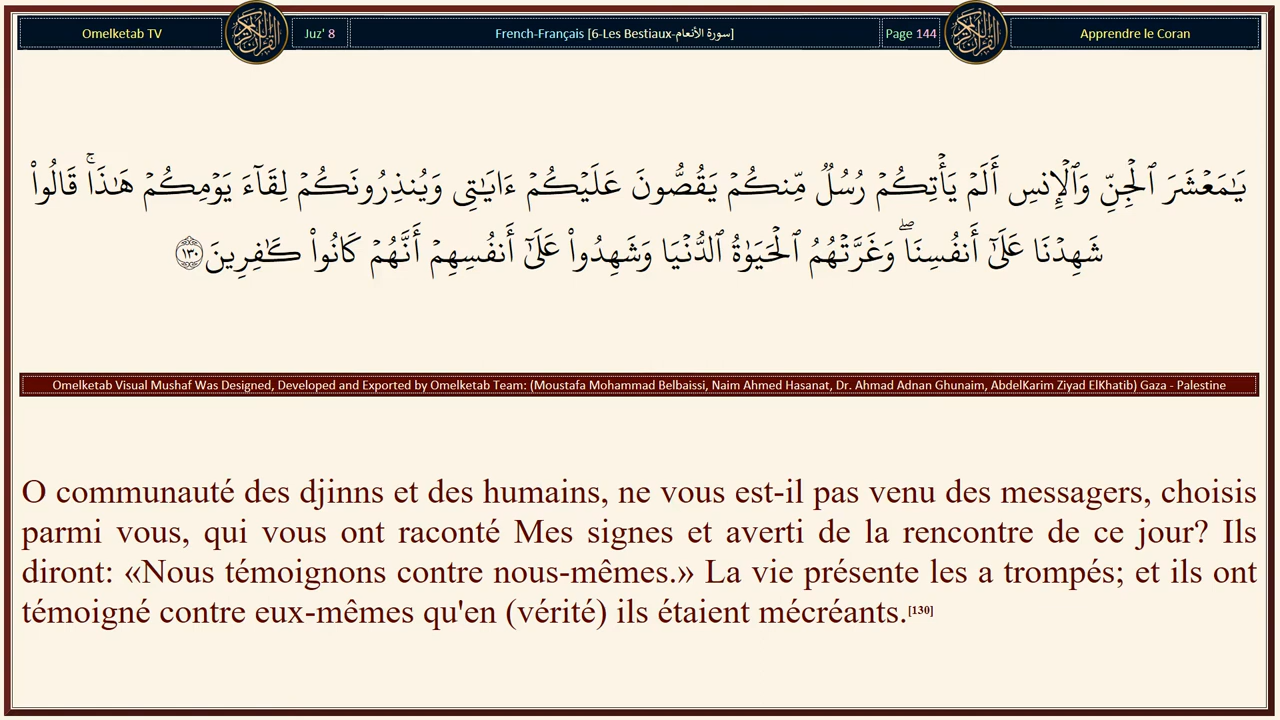 Omelketab TV
Juz' 8
French-Français [6-Les Bestiaux-سورة الأنعام]
Page 144
Apprendre le Coran
يَٰمَعۡشَرَ ٱلۡجِنِّ وَٱلۡإِنسِ أَلَمۡ يَأۡتِكُمۡ رُسُلٞ مِّنكُمۡ يَقُصُّونَ عَلَيۡكُمۡ ءَايَٰتِي وَيُنذِرُونَكُمۡ لِقَآءَ يَوۡمِكُمۡ هَٰذَاۚ قَالُواْ
شَهِدۡنَا عَلَىٰٓ أَنفُسِنَاۖ وَغَرَّتۡهُمُ ٱلۡحَيَوٰةُ ٱلدُّنۡيَا وَشَهِدُواْ عَلَىٰٓ أَنفُسِهِمۡ أَنَّهُمۡ كَانُواْ كَٰفِرِينَ ١٣٠
Omelketab Visual Mushaf Was Designed, Developed and Exported by Omelketab Team: (Moustafa Mohammad Belbaissi, Naim Ahmed Hasanat, Dr. Ahmad Adnan Ghunaim, AbdelKarim Ziyad ElKhatib) Gaza - Palestine
O communauté des djinns et des humains, ne vous est-il pas venu des messagers, choisis
parmi vous, qui vous ont raconté Mes signes et averti de la rencontre de ce jour? Ils
diront: «Nous témoignons contre nous-mêmes.» La vie présente les a trompés; et ils ont
témoigné contre eux-mêmes qu'en (vérité) ils étaient mécréants.[130]